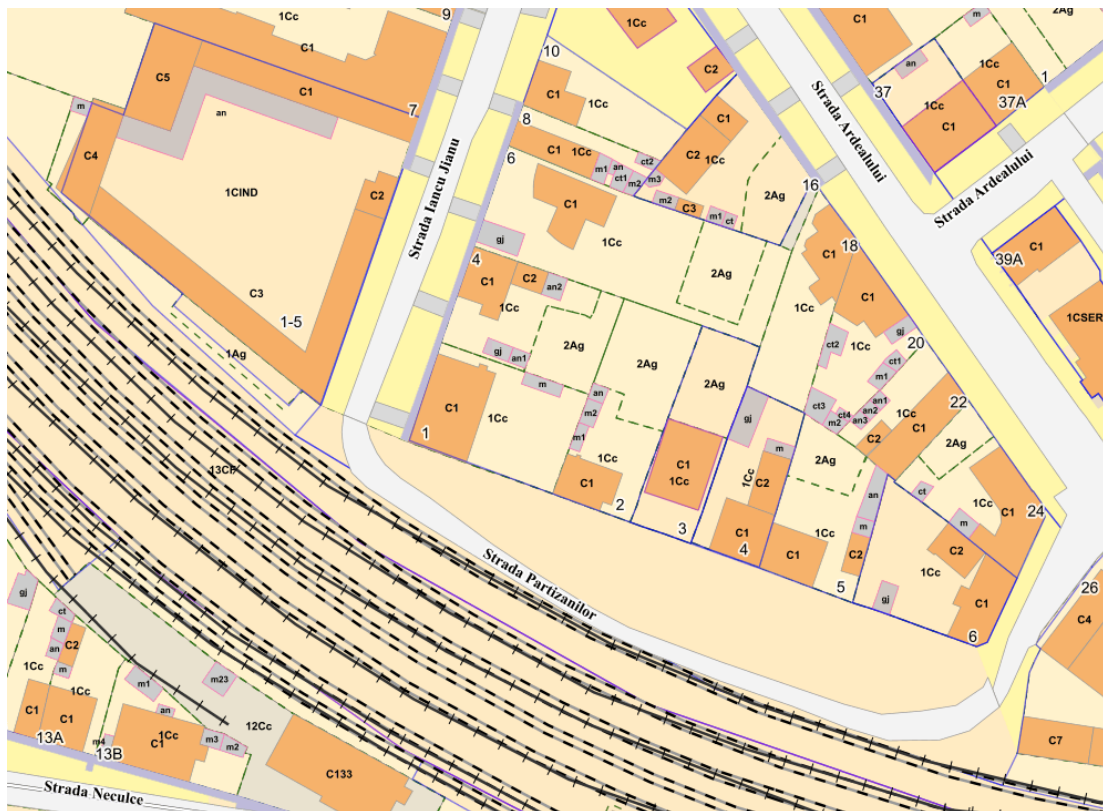 9
1Cc
C1
10
1Cc
C1
2Ag
m
C5
C1
C2
an
37
1Cc
C1
37A
1
m
an
7
8
C1
1Cc
C1
C2
1Cc
Strada Ardealului
C1
Strada Ardealului
C4
1CIND
C2
6
C1
1Cc
m1
an
ct1
m2
ct2
m3
m2
C3
m1
ct
2Ag
16
Strada Iancu Jianu
C1
1Cc
gj
4
C1
C2
an2
1Cc
2Ag
C1
18
C1
1Cc
gj
39A
C1
1CSER
C3
1-5
1Ag
gj
an1
m
2Ag
2Ag
2Ag
ct2
1Cc
20
ct1
m1
an1
an2
an3
ct3
ct4
m2
1Cc
22
C1
C2
2Ag
C1
1
1Cc
an
m2
m1
1Cc
C1
2
C1
1Cc
3
gj
m
1Cc
C2
C1
4
2Ag
an
m
1Cc
C1
C2
5
ct
m
1Cc
C1
24
C2
1Cc
gj
C1
6
13CF
Strada Partizanilor
26
C4
C7
gj
ct
m
an
C2
m
1Cc
1Cc
C1
C1
13A
m1
m23
an
1Cc
C1
m4
13B
m3
m2
12Cc
C133
Strada Neculce